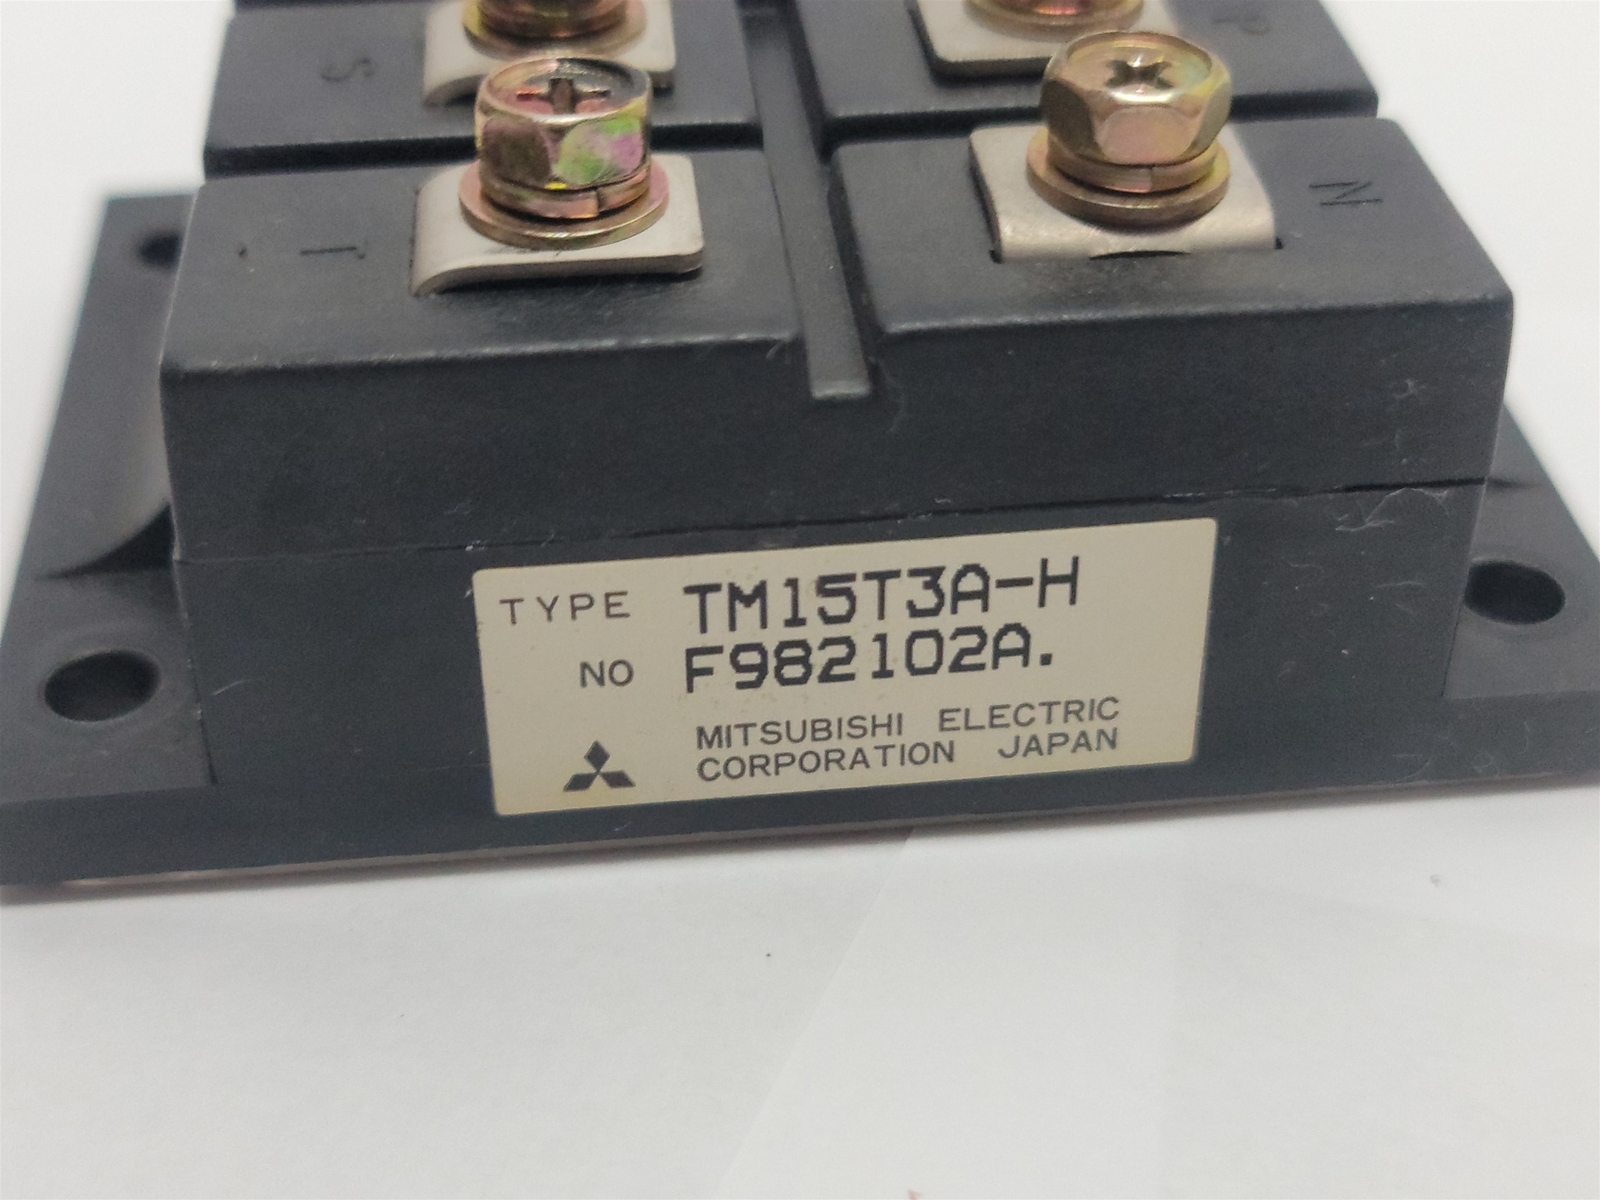 S
P
T
N
TYPE TM15T3A-H
NO F982102A.
MITSUBISHI ELECTRIC
CORPORATION JAPAN